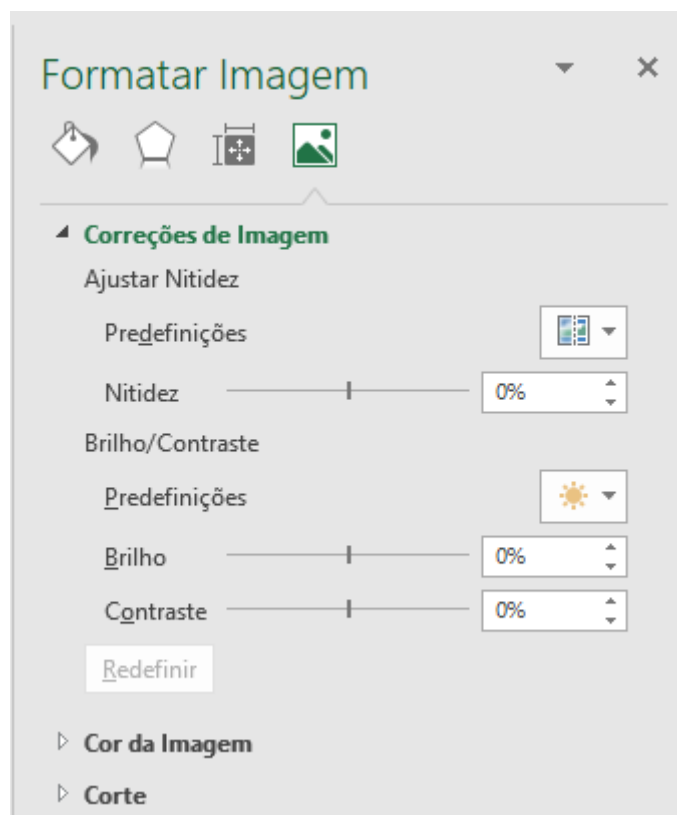 Formatar Imagem
Correções de Imagem
Ajustar Nitidez
Predefinições
Nitidez 0%
Brilho/Contraste
Predefinições
Brilho 0%
Contraste 0%
Redefinir
Cor da Imagem
Corte